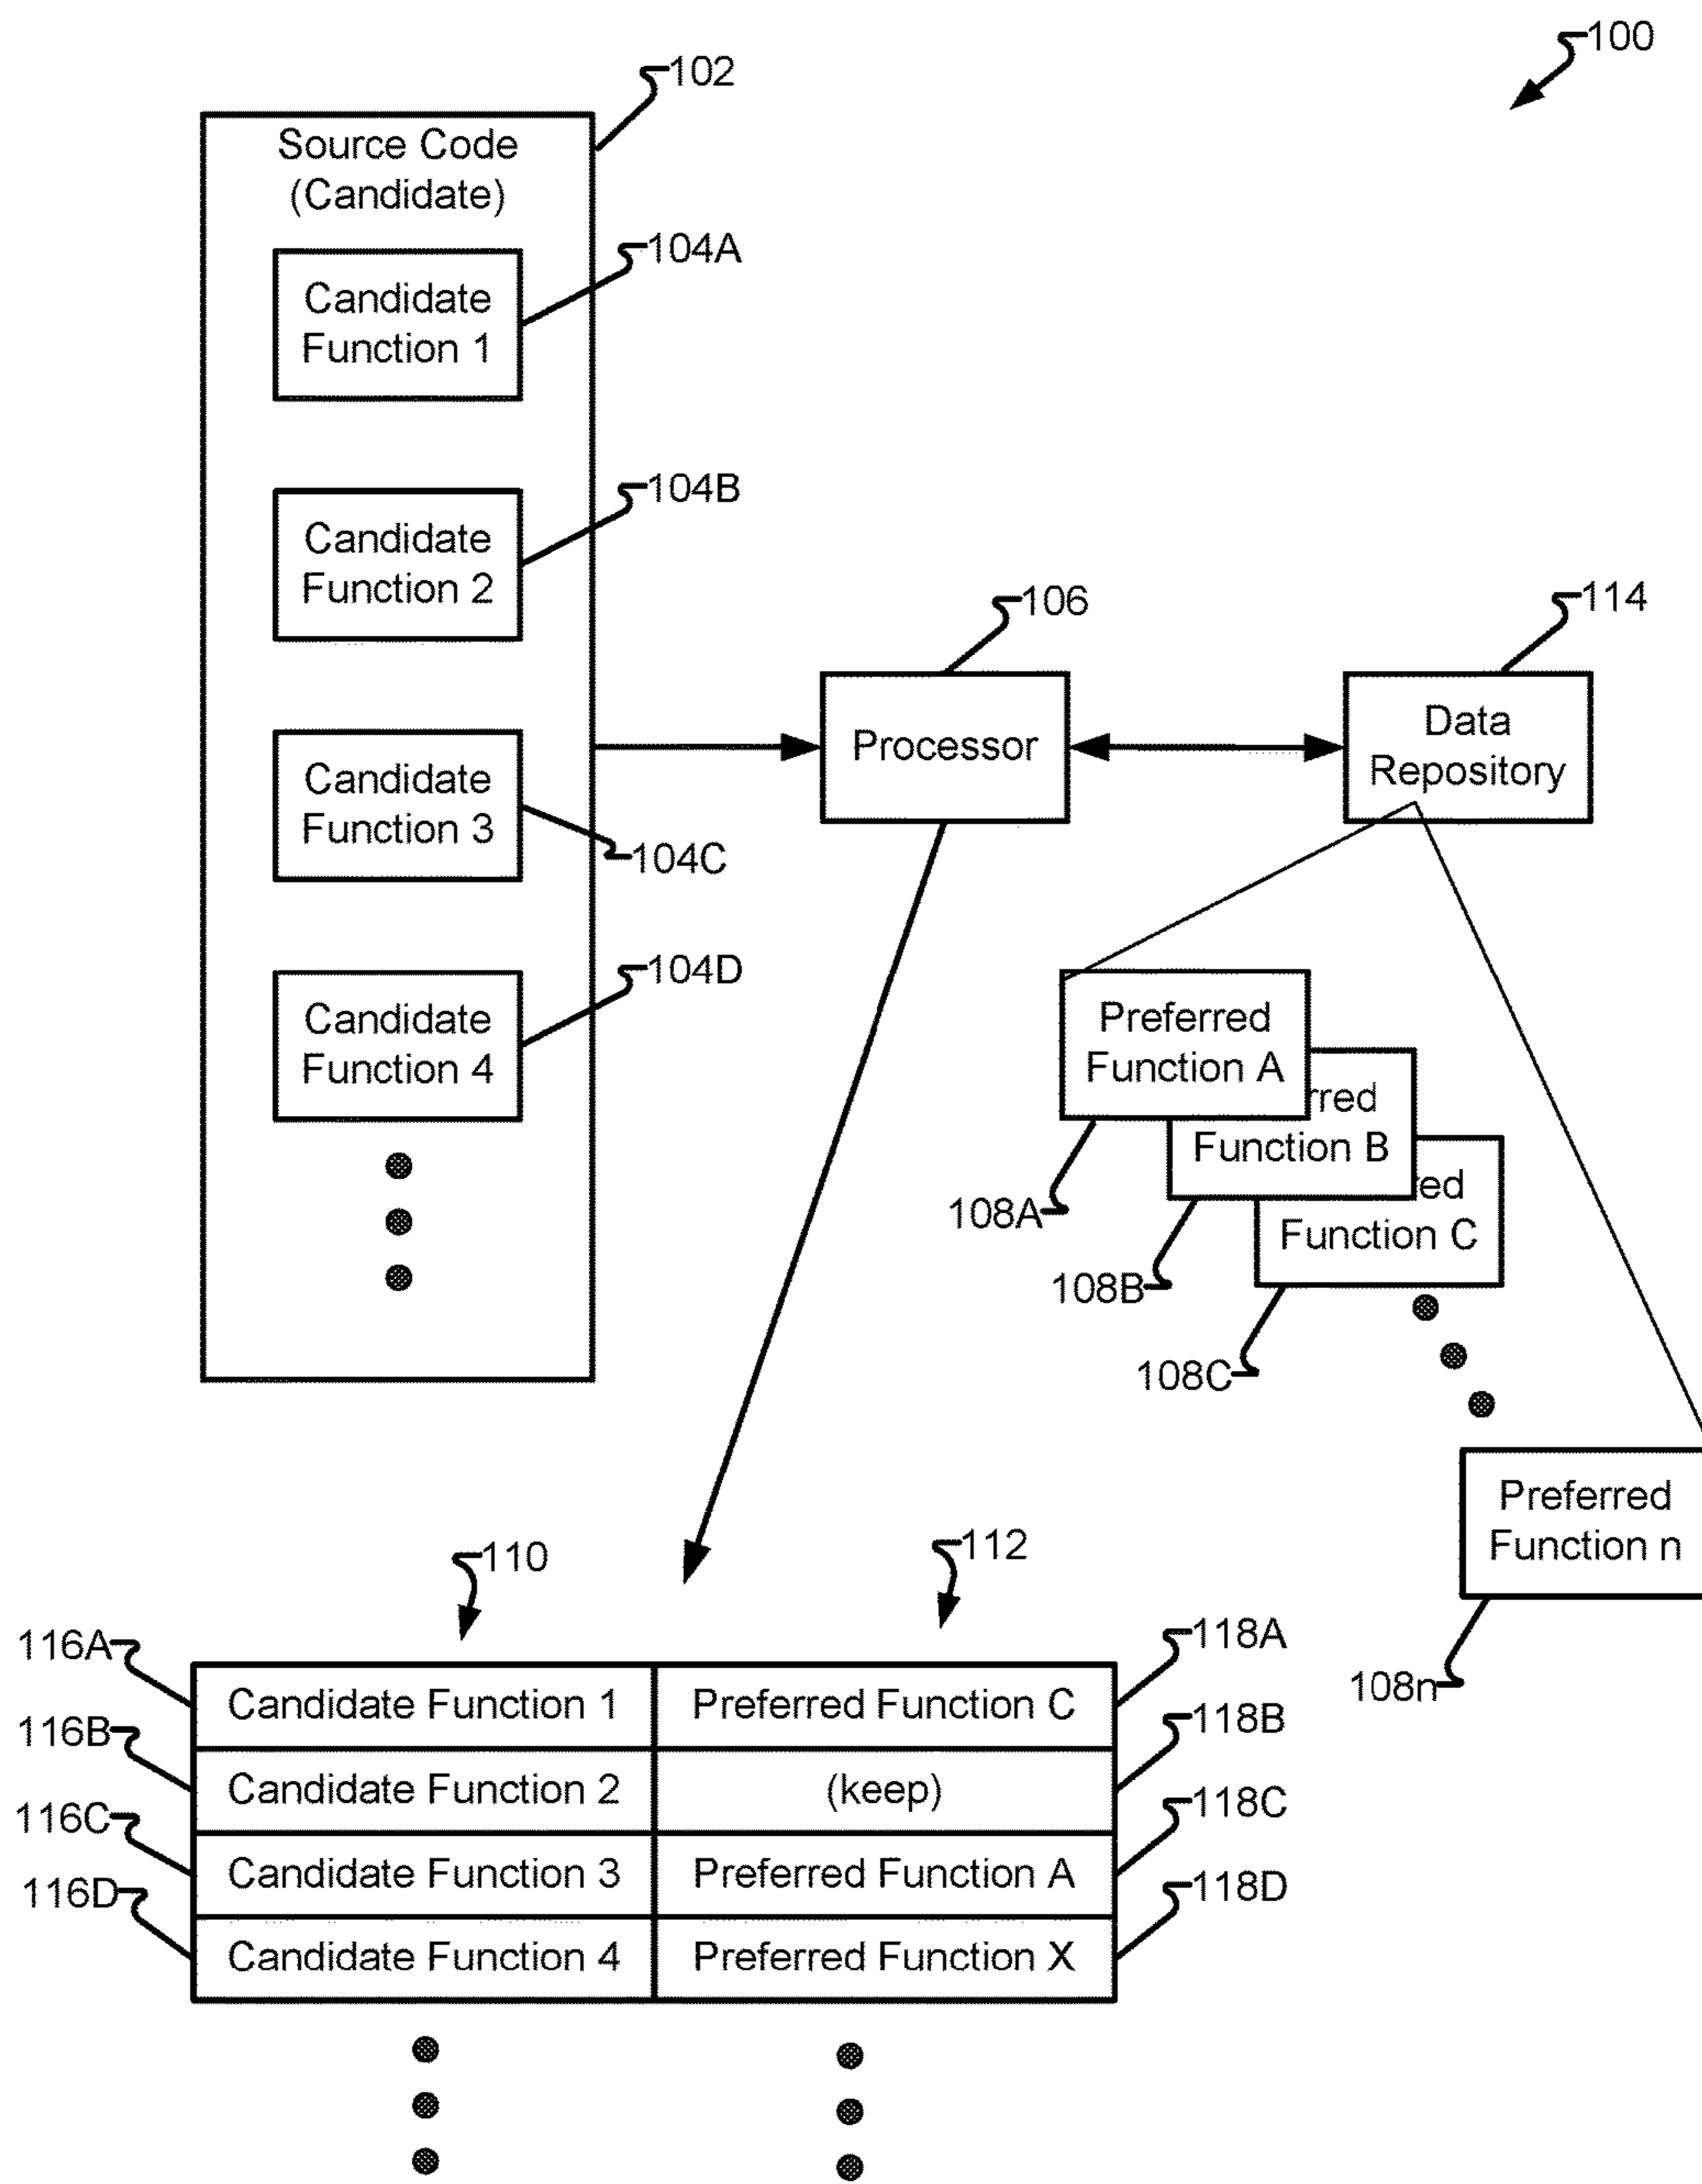 100
102
Source Code
(Candidate)
104A
Candidate
Function 1
104B
Candidate
Function 2
106
114
Processor
Data
Repository
Candidate
Function 3
104C
104D
Candidate
Function 4
Preferred
Function A
rred
Function B
red
Function C
108A
108B
108C
Preferred
Function n
108n
110
112
116A
Candidate Function 1
Preferred Function C
118A
116B
Candidate Function 2
(keep)
118B
116C
Candidate Function 3
Preferred Function A
118C
116D
Candidate Function 4
Preferred Function X
118D